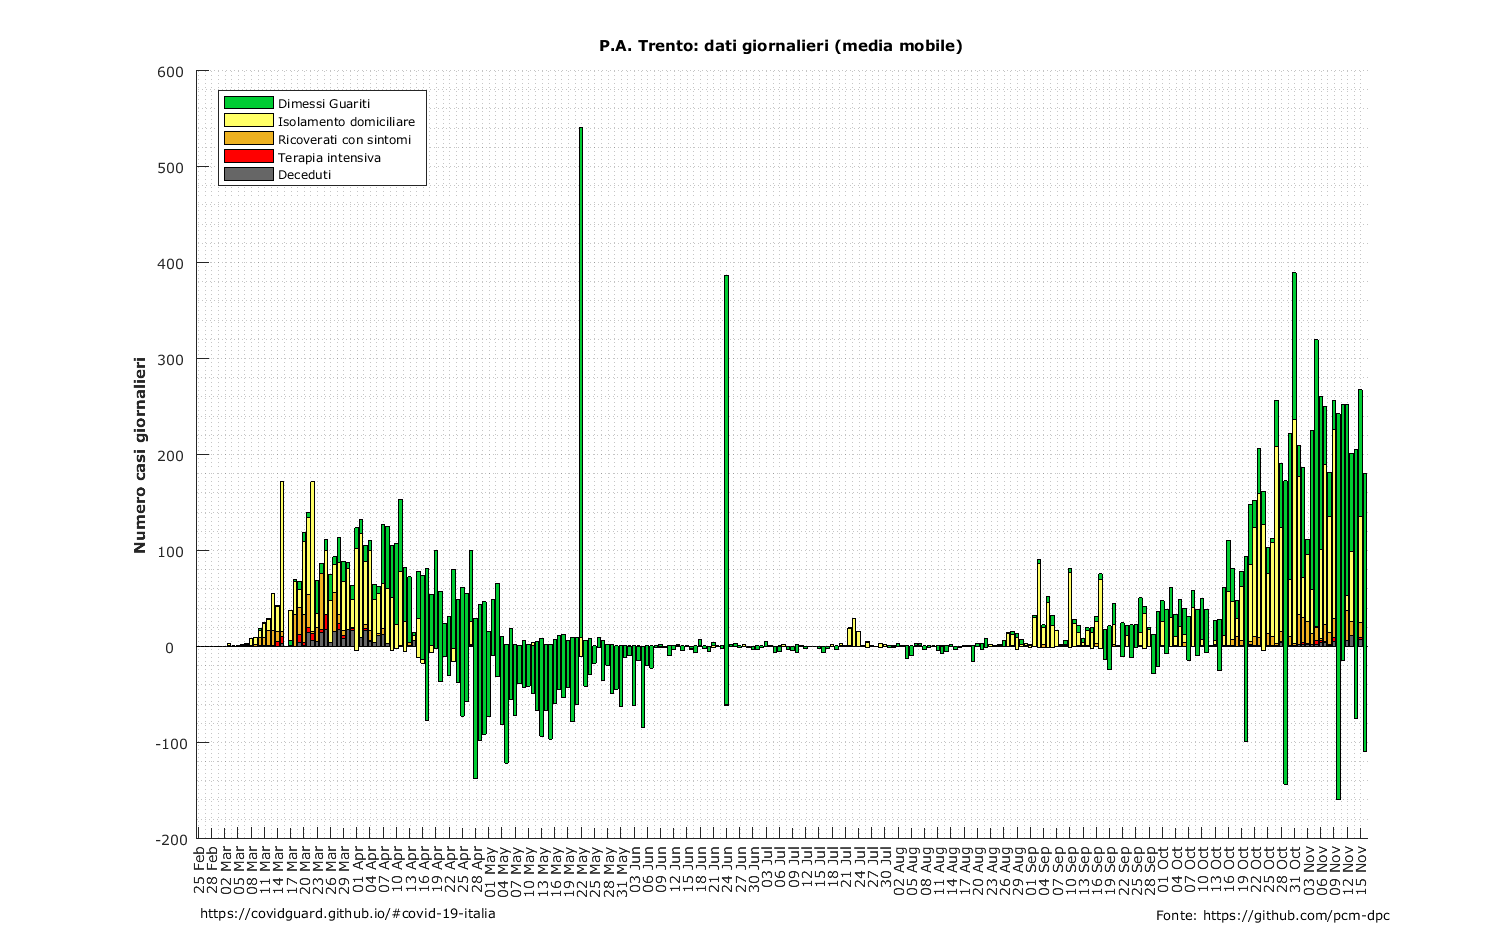 P.A. Trento: dati giornalieri (media mobile)
600
500
400
300
200
100
0
-100
-200
Numero casi giornalieri
Dimessi Guariti
Isolamento domiciliare
Ricoverati con sintomi
Terapia intensiva
Deceduti
25 Feb
28 Feb
02 Mar
05 Mar
08 Mar
11 Mar
14 Mar
17 Mar
20 Mar
23 Mar
26 Mar
29 Mar
01 Apr
04 Apr
07 Apr
10 Apr
13 Apr
16 Apr
19 Apr
22 Apr
25 Apr
28 Apr
01 May
04 May
07 May
10 May
13 May
16 May
19 May
22 May
25 May
28 May
31 May
03 Jun
06 Jun
09 Jun
12 Jun
15 Jun
18 Jun
21 Jun
24 Jun
27 Jun
30 Jun
03 Jul
06 Jul
09 Jul
12 Jul
15 Jul
18 Jul
21 Jul
24 Jul
27 Jul
30 Jul
02 Aug
05 Aug
08 Aug
11 Aug
14 Aug
17 Aug
20 Aug
23 Aug
26 Aug
29 Aug
01 Sep
04 Sep
07 Sep
10 Sep
13 Sep
16 Sep
19 Sep
22 Sep
25 Sep
28 Sep
01 Oct
04 Oct
07 Oct
10 Oct
13 Oct
16 Oct
19 Oct
22 Oct
25 Oct
28 Oct
31 Oct
03 Nov
06 Nov
09 Nov
12 Nov
15 Nov
https://covidguard.github.io/#covid-19-italia
Fonte: https://github.com/pcm-dpc